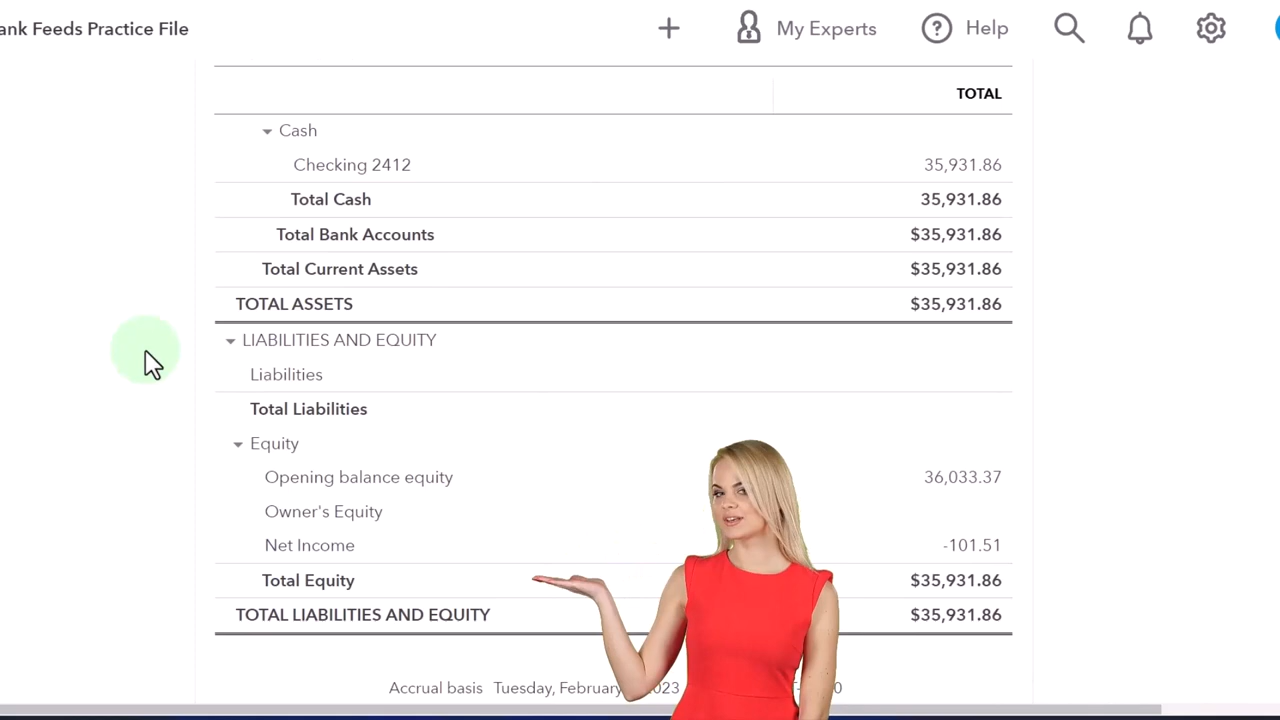 ank Feeds Practice File My Experts Help
TOTAL
Cash
Checking 2412 35,931.86
Total Cash 35,931.86
Total Bank Accounts $35,931.86
Total Current Assets $35,931.86
TOTAL ASSETS $35,931.86
LIABILITIES AND EQUITY
Liabilities
Total Liabilities
Equity
Opening balance equity 36,033.37
Owner's Equity
Net Income -101.51
Total Equity $35,931.86
TOTAL LIABILITIES AND EQUITY $35,931.86
Accrual basis Tuesday, February